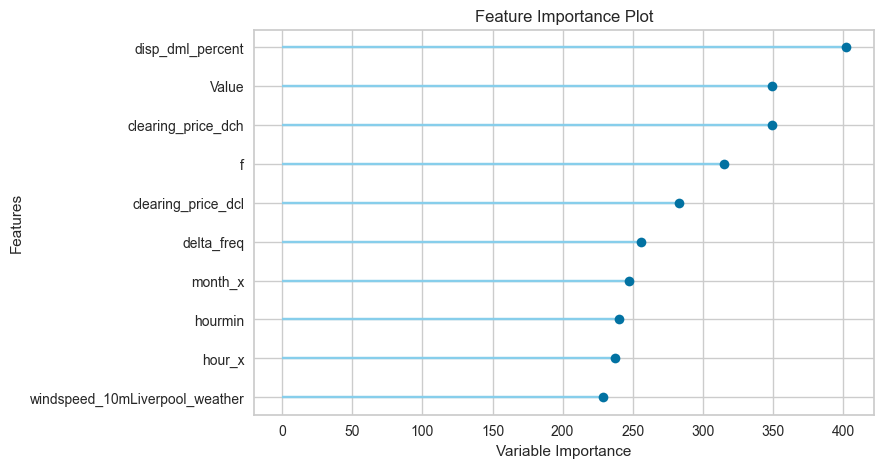 Feature Importance Plot
disp_dml_percent
Value
clearing_price_dch
f
clearing_price_dcl
delta_freq
month_x
hourmin
hour_x
windspeed_10mLiverpool_weather
Features
0 50 100 150 200 250 300 350 400
Variable Importance